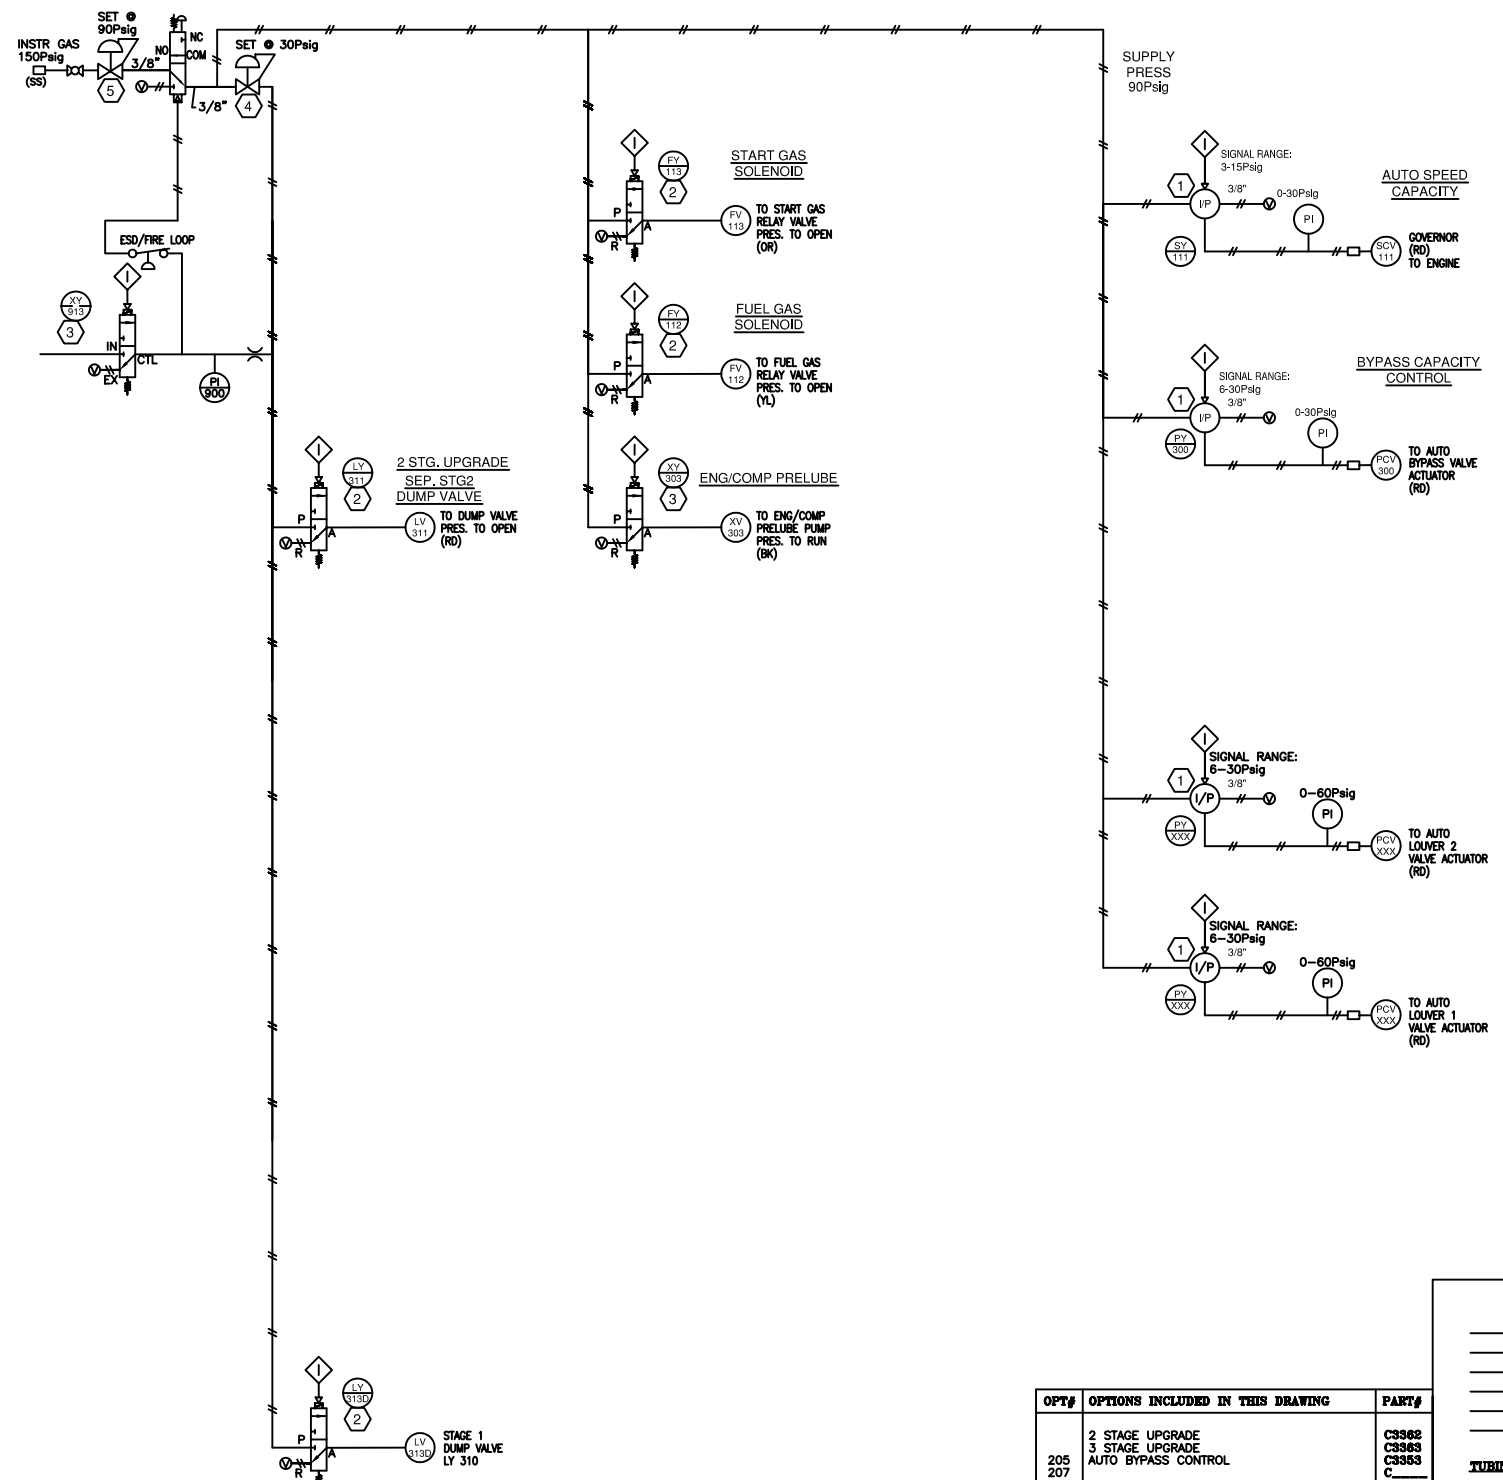 SET @
90Psig
INSTR GAS
150Psig
(SS)
5
3/8"
NO
NC
COM
V
3/8"
SET @ 30Psig
4
SUPPLY
PRESS
90Psig
ESD/FIRE LOOP
I
XY
913
3
IN
CTL
V
EX
PI
900
I
FY
113
2
START GAS
SOLENOID
P
A
V
R
FV
113
TO START GAS
RELAY VALVE
PRES. TO OPEN
(OR)
I
FY
112
2
FUEL GAS
SOLENOID
P
A
V
R
FV
112
TO FUEL GAS
RELAY VALVE
PRES. TO OPEN
(YL)
I
XY
303
3
ENG/COMP PRELUBE
P
A
V
R
XV
303
TO ENG/COMP
PRELUBE PUMP
PRES. TO RUN
(BK)
I
LY
311
2
2 STG. UPGRADE
SEP. STG2
DUMP VALVE
P
A
V
R
LV
311
TO DUMP VALVE
PRES. TO OPEN
(RD)
I
SIGNAL RANGE:
3-15Psig
1
3/8"
I/P
V
0-30Psig
PI
SY
111
SCV
111
GOVERNOR
(RD)
TO ENGINE
AUTO SPEED
CAPACITY
I
SIGNAL RANGE:
6-30Psig
1
3/8"
I/P
V
0-30Psig
PI
PY
300
PCV
300
TO AUTO
BYPASS VALVE
ACTUATOR
(RD)
BYPASS CAPACITY
CONTROL
I
SIGNAL RANGE:
6-30Psig
1
3/8"
I/P
V
0-60Psig
PI
PY
XXX
PCV
XXX
TO AUTO
LOUVER 2
VALVE ACTUATOR
(RD)
I
SIGNAL RANGE:
6-30Psig
1
3/8"
I/P
V
0-60Psig
PI
PY
XXX
PCV
XXX
TO AUTO
LOUVER 1
VALVE ACTUATOR
(RD)
I
LY
313D
2
P
A
V
R
LV
313D
STAGE 1
DUMP VALVE
LY 310
OPT# OPTIONS INCLUDED IN THIS DRAWING PART#
2 STAGE UPGRADE C3362
3 STAGE UPGRADE C3363
205 AUTO BYPASS CONTROL C3353
207 C_____